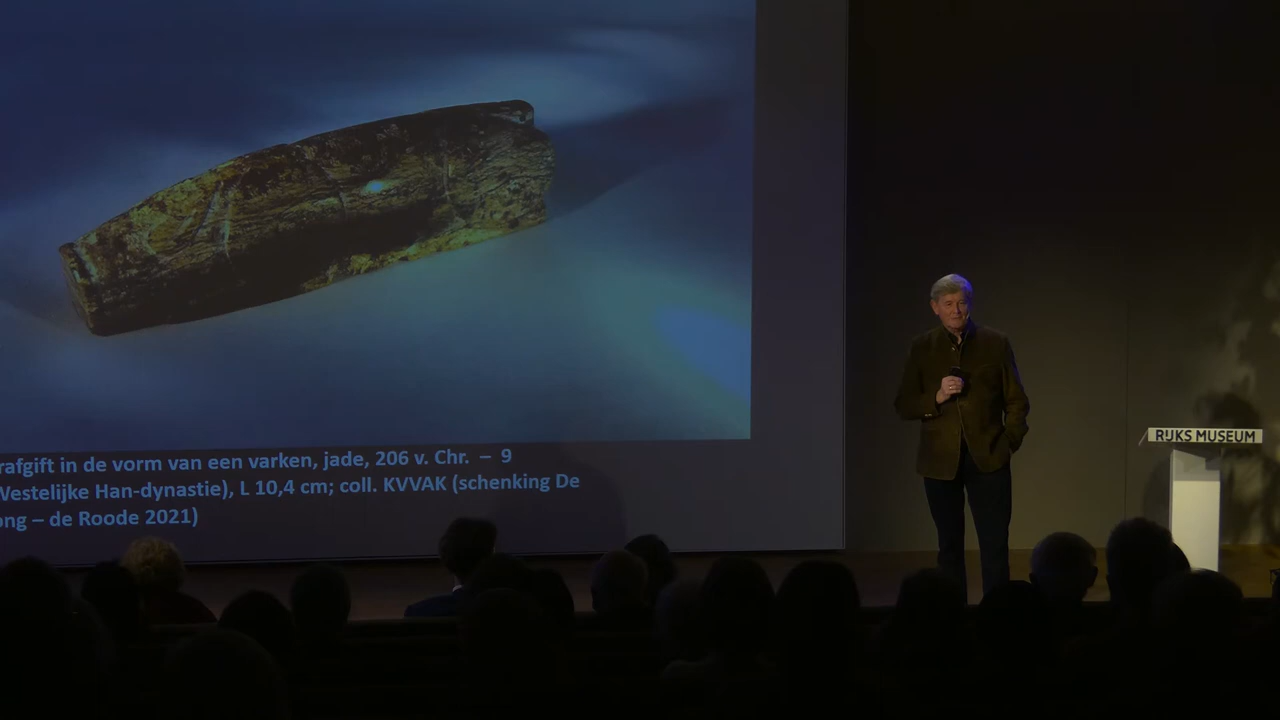 rafgift in de vorm van een varken, jade, 206 v. Chr. – 9
Westelijke Han-dynastie), L 10,4 cm; coll. KVVAK (schenking De
ong – de Roode 2021)
RIJKS MUSEUM